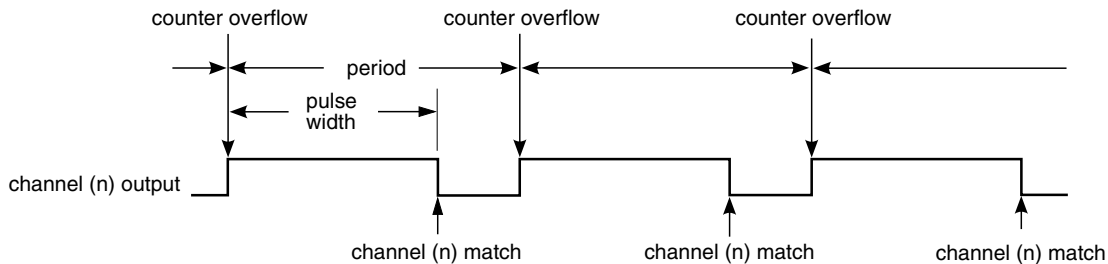 counter overflow
counter overflow
counter overflow
period
pulse
width
channel (n) output
channel (n) match
channel (n) match
channel (n) match